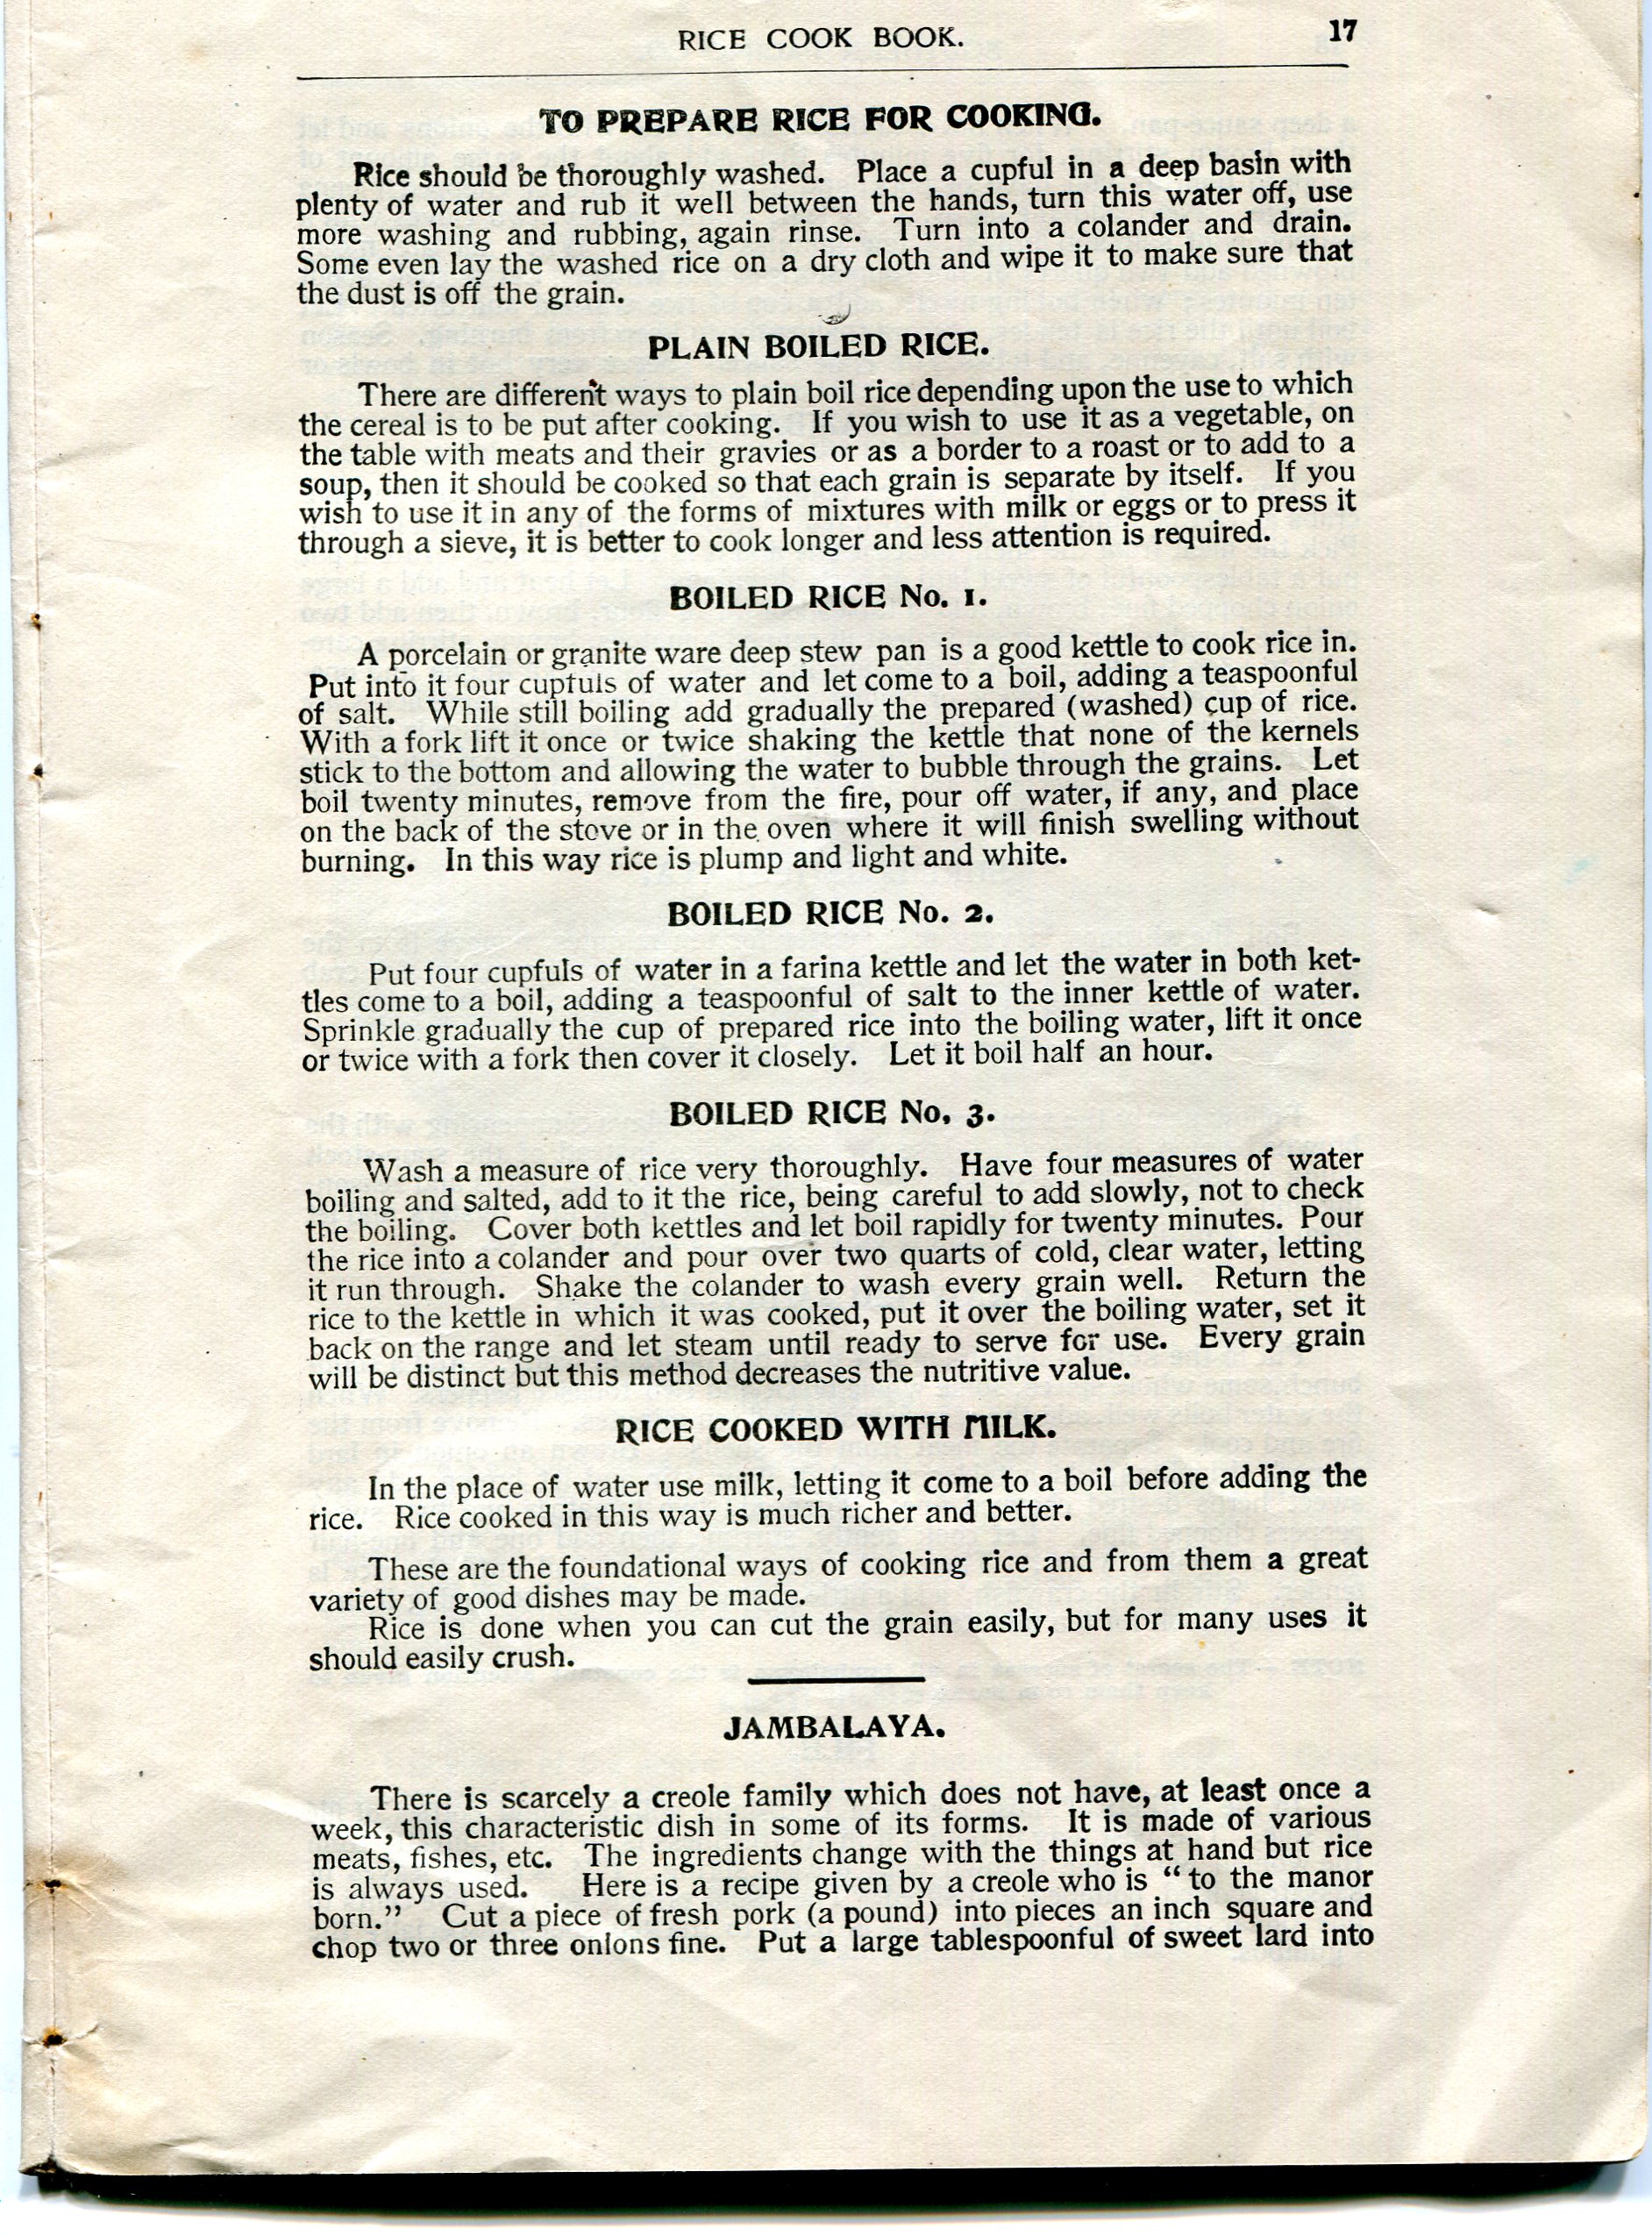 RICE COOK BOOK. 17
TO PREPARE RICE FOR COOKING.
Rice should be thoroughly washed. Place a cupful in a deep basin with
plenty of water and rub it well between the hands, turn this water off, use
more washing and rubbing, again rinse. Turn into a colander and drain.
Some even lay the washed rice on a dry cloth and wipe it to make sure that
the dust is off the grain.
PLAIN BOILED RICE.
There are different ways to plain boil rice depending upon the use to which
the cereal is to be put after cooking. If you wish to use it as a vegetable, on
the table with meats and their gravies or as a border to a roast or to add to a
soup, then it should be cooked so that each grain is separate by itself. If you
wish to use it in any of the forms of mixtures with milk or eggs or to press it
through a sieve, it is better to cook longer and less attention is required.
BOILED RICE No. 1.
A porcelain or granite ware deep stew pan is a good kettle to cook rice in.
Put into it four cupfuls of water and let come to a boil, adding a teaspoonful
of salt. While still boiling add gradually the prepared (washed) cup of rice.
With a fork lift it once or twice shaking the kettle that none of the kernels
stick to the bottom and allowing the water to bubble through the grains. Let
boil twenty minutes, remove from the fire, pour off water, if any, and place
on the back of the stove or in the oven where it will finish swelling without
burning. In this way rice is plump and light and white.
BOILED RICE No. 2.
Put four cupfuls of water in a farina kettle and let the water in both ket-
tles come to a boil, adding a teaspoonful of salt to the inner kettle of water.
Sprinkle gradually the cup of prepared rice into the boiling water, lift it once
or twice with a fork then cover it closely. Let it boil half an hour.
BOILED RICE No. 3.
Wash a measure of rice very thoroughly. Have four measures of water
boiling and salted, add to it the rice, being careful to add slowly, not to check
the boiling. Cover both kettles and let boil rapidly for twenty minutes. Pour
the rice into a colander and pour over two quarts of cold, clear water, letting
it run through. Shake the colander to wash every grain well. Return the
rice to the kettle in which it was cooked, put it over the boiling water, set it
back on the range and let steam until ready to serve for use. Every grain
will be distinct but this method decreases the nutritive value.
RICE COOKED WITH MILK.
In the place of water use milk, letting it come to a boil before adding the
rice. Rice cooked in this way is much richer and better.
These are the foundational ways of cooking rice and from them a great
variety of good dishes may be made.
Rice is done when you can cut the grain easily, but for many uses it
should easily crush.
JAMBALAYA.
There is scarcely a creole family which does not have, at least once a
week, this characteristic dish in some of its forms. It is made of various
meats, fishes, etc. The ingredients change with the things at hand but rice
is always used. Here is a recipe given by a creole who is "to the manor
born." Cut a piece of fresh pork (a pound) into pieces an inch square and
chop two or three onions fine. Put a large tablespoonful of sweet lard into